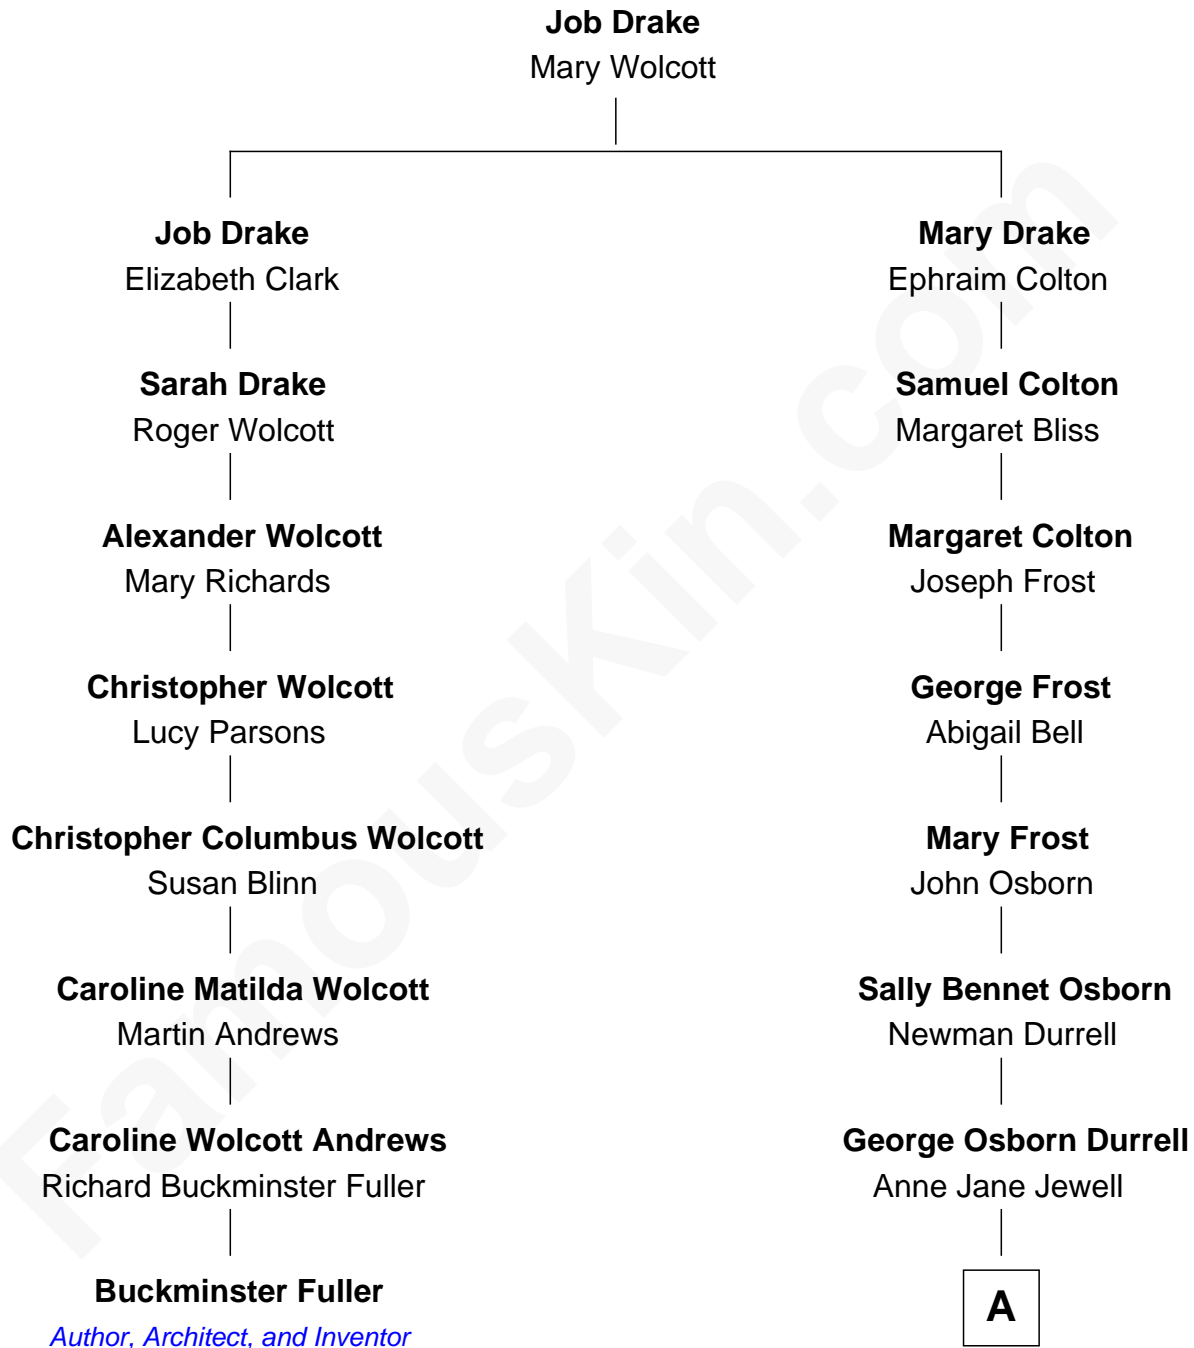 Job Drake
Mary Wolcott
Job Drake
Elizabeth Clark
Sarah Drake
Roger Wolcott
Alexander Wolcott
Mary Richards
Christopher Wolcott
Lucy Parsons
Christopher Columbus Wolcott
Susan Blinn
Caroline Matilda Wolcott
Martin Andrews
Caroline Wolcott Andrews
Richard Buckminster Fuller
Buckminster Fuller
Author, Architect, and Inventor
Mary Drake
Ephraim Colton
Samuel Colton
Margaret Bliss
Margaret Colton
Joseph Frost
George Frost
Abigail Bell
Mary Frost
John Osborn
Sally Bennet Osborn
Newman Durrell
George Osborn Durrell
Anne Jane Jewell
A
FamousKin.com